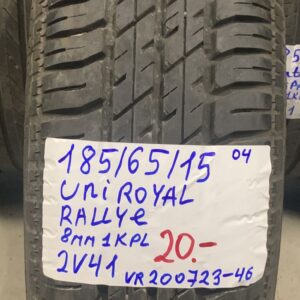 185/65/15 04
UNiROYAL
RALLYe
8mm 1KPL 20.-
2V41 VR200723-46